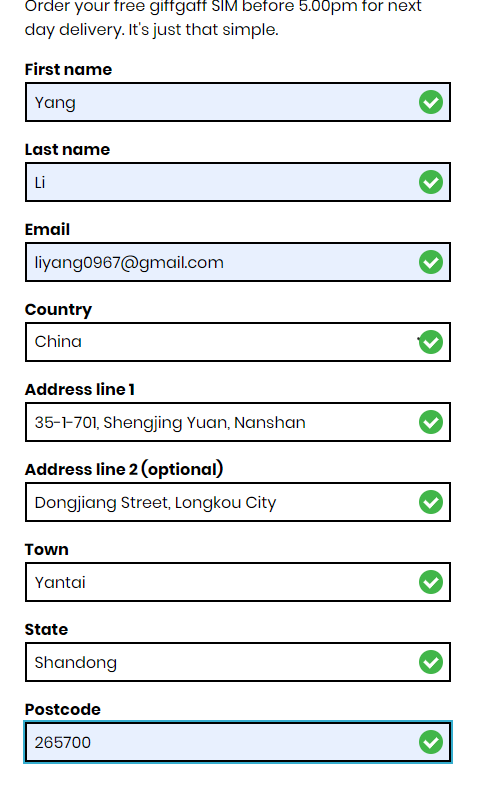 Order your free giffgaff SIM before 5.00pm for next
day delivery. It's just that simple.
First name
Yang
Last name
Li
Email
liyang0967@gmail.com
Country
China
Address line 1
35-1-701, Shengjing Yuan, Nanshan
Address line 2 (optional)
Dongjiang Street, Longkou City
Town
Yantai
State
Shandong
Postcode
265700